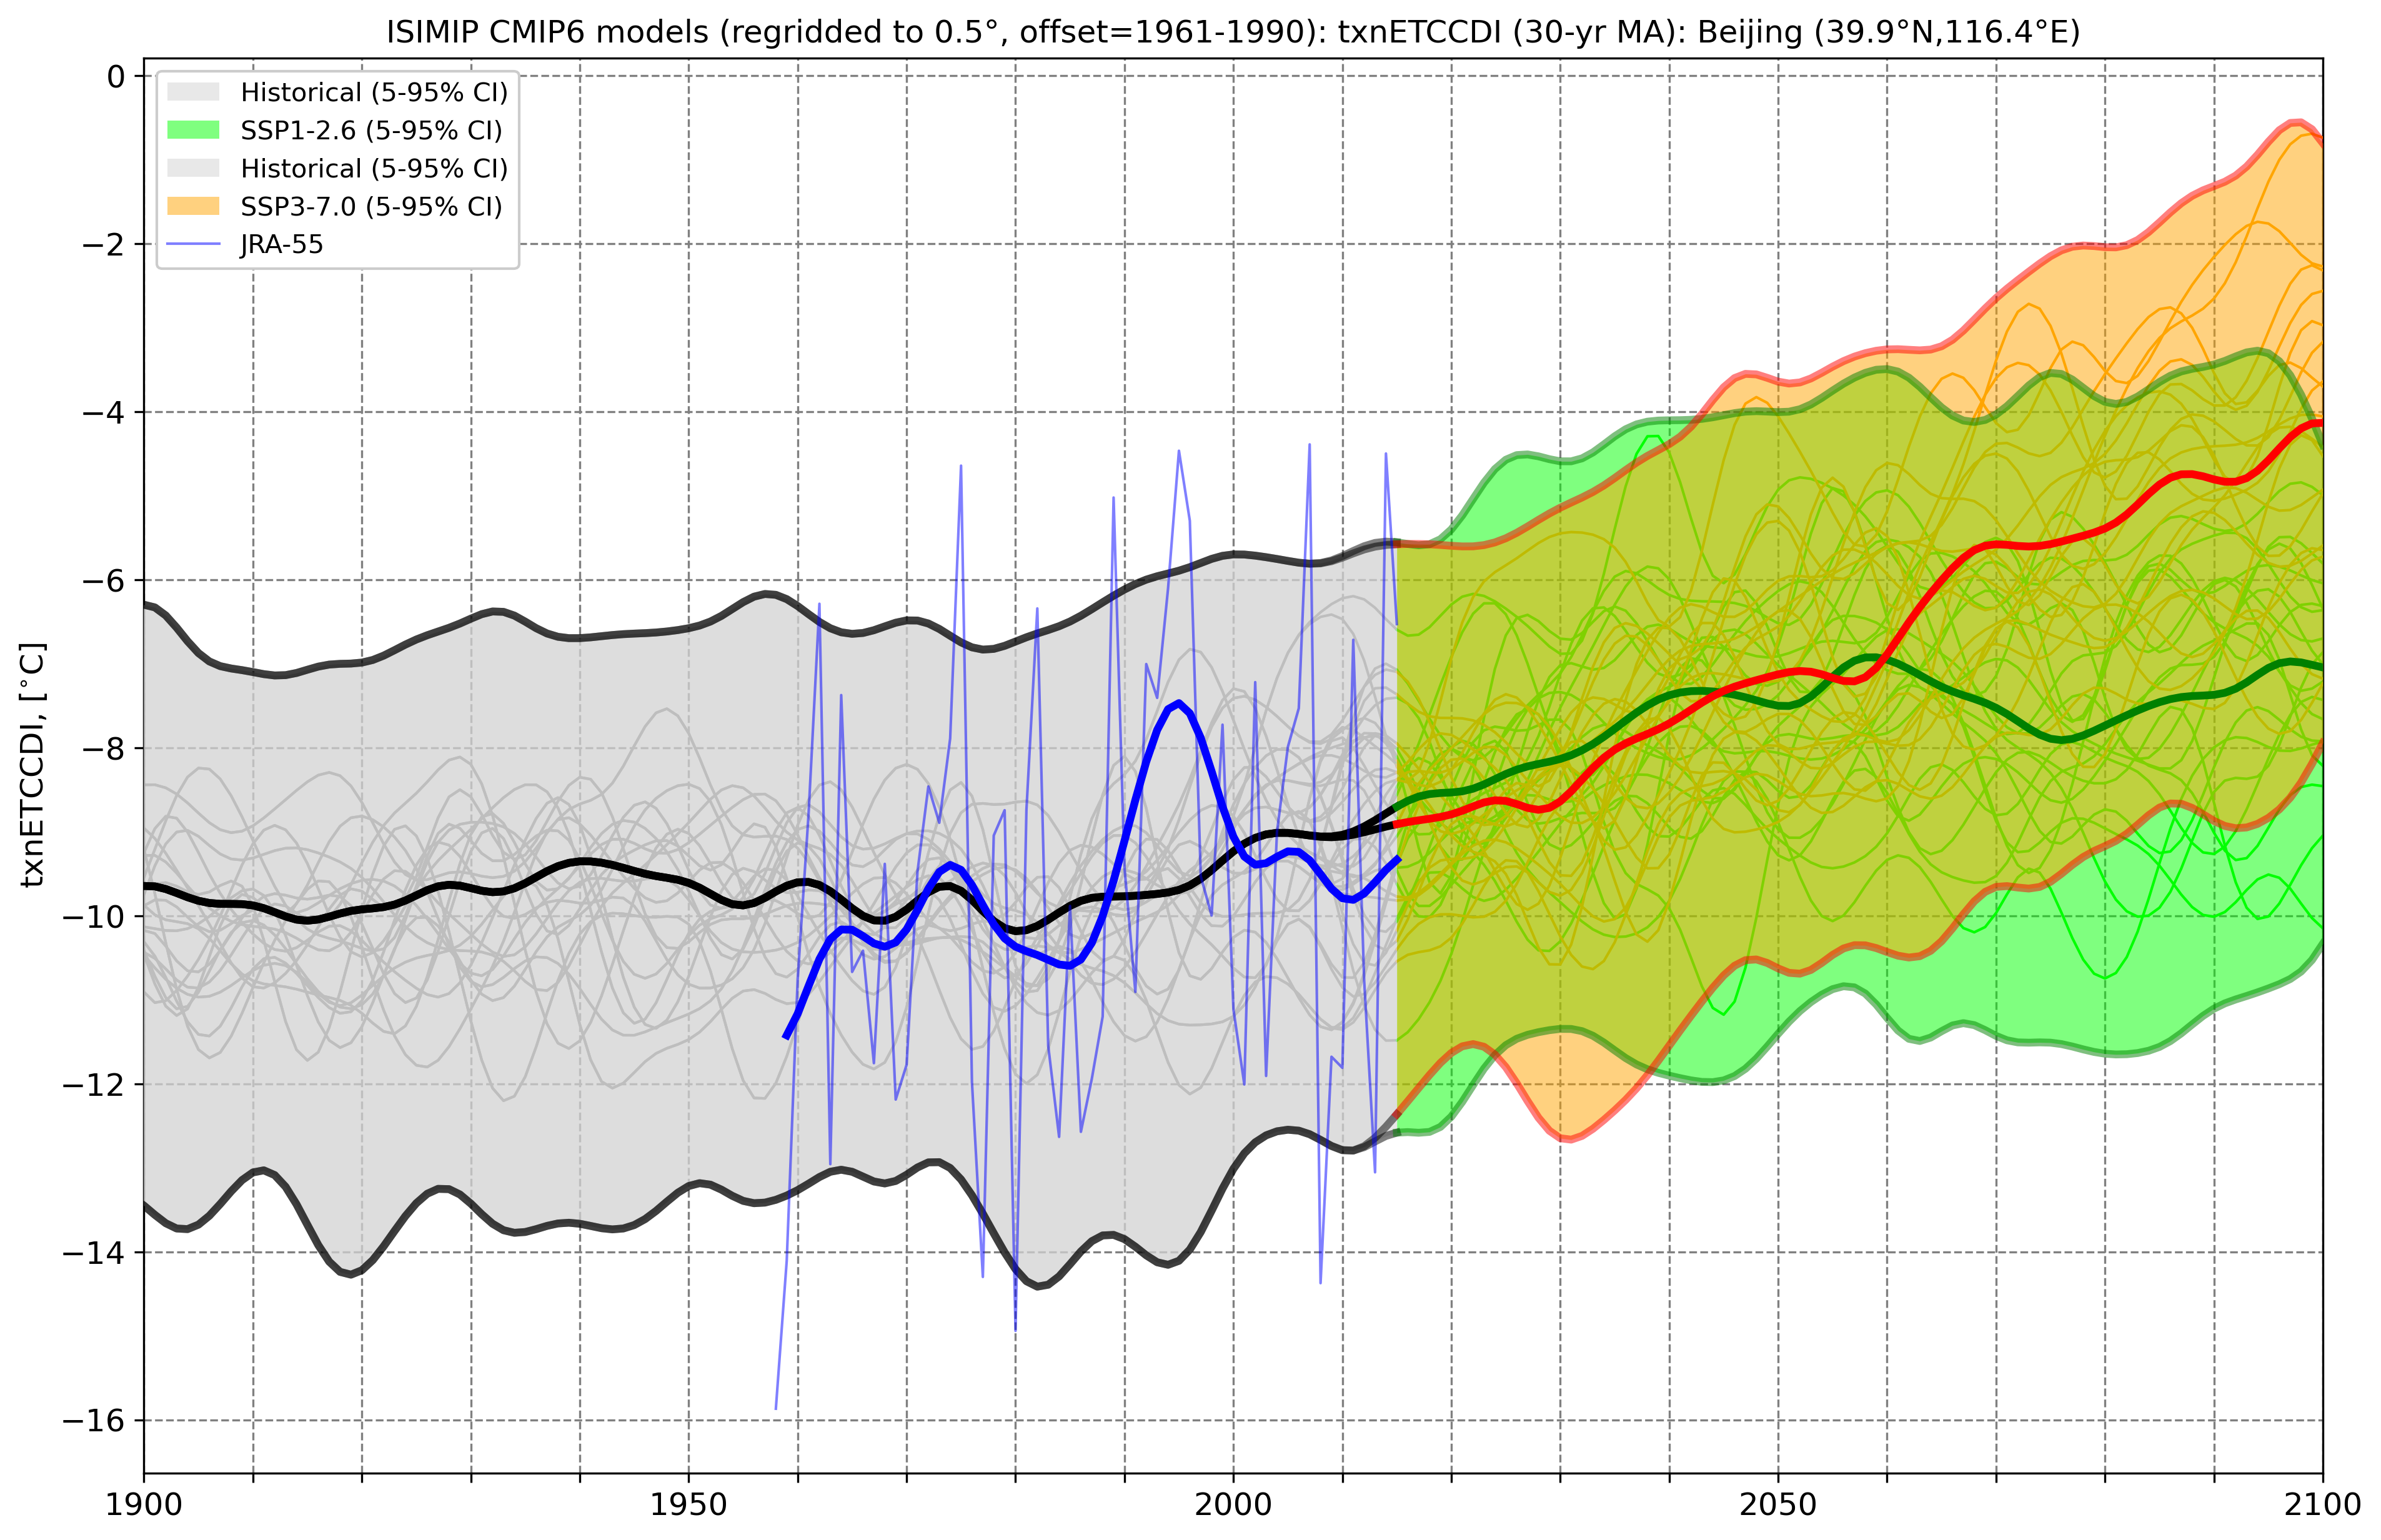 ISIMIP CMIP6 models (regridded to 0.5°, offset=1961-1990): txnETCCDI (30-yr MA): Beijing (39.9°N,116.4°E)
Historical (5-95% CI)
SSP1-2.6 (5-95% CI)
Historical (5-95% CI)
SSP3-7.0 (5-95% CI)
JRA-55
txnETCCDI, [°C]
0
−2
−4
−6
−8
−10
−12
−14
−16
1900 1950 2000 2050 2100